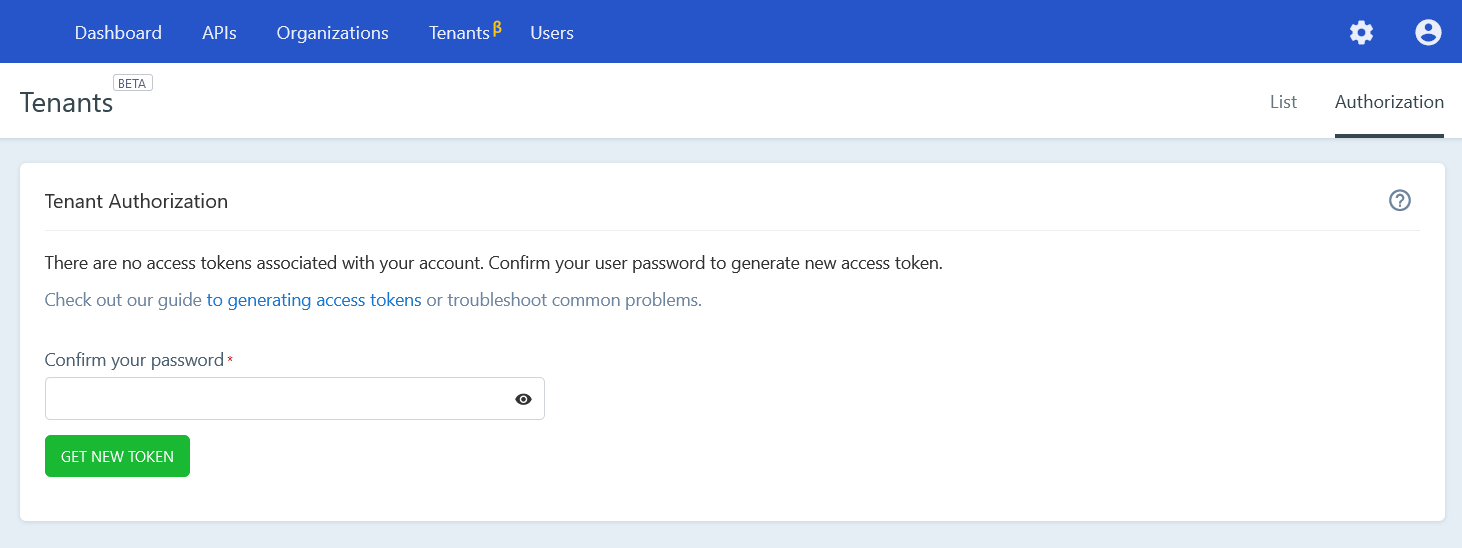 Dashboard APIs Organizations Tenantsβ Users
Tenants BETA
List Authorization
Tenant Authorization
There are no access tokens associated with your account. Confirm your user password to generate new access token.
Check out our guide to generating access tokens or troubleshoot common problems.
Confirm your password *
GET NEW TOKEN